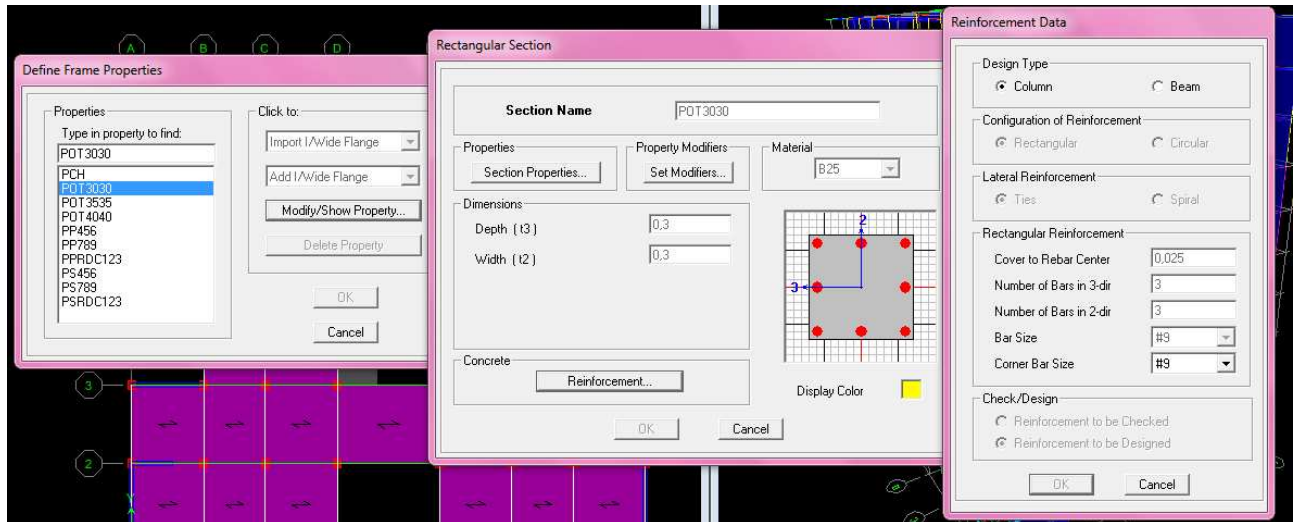 A B C D
Define Frame Properties
Properties
Type in property to find:
POT3030
PCH
POT3030
POT3535
POT4040
PP456
PP789
PPRDC123
PS456
PS789
PSRDC123
Click to:
Import I/Wide Flange
Add I/Wide Flange
Modify/Show Property...
Delete Property
OK
Cancel
3
2
Y
Rectangular Section
Section Name POT3030
Properties
Section Properties...
Property Modifiers
Set Modifiers...
Material
B25
Dimensions
Depth ( t3 ) 0,3
Width ( t2 ) 0,3
2
3
Concrete
Reinforcement...
Display Color
OK Cancel
Reinforcement Data
Design Type
Column Beam
Configuration of Reinforcement
Rectangular Circular
Lateral Reinforcement
Ties Spiral
Rectangular Reinforcement
Cover to Rebar Center 0,025
Number of Bars in 3-dir 3
Number of Bars in 2-dir 3
Bar Size #9
Corner Bar Size #9
Check/Design
Reinforcement to be Checked
Reinforcement to be Designed
OK Cancel